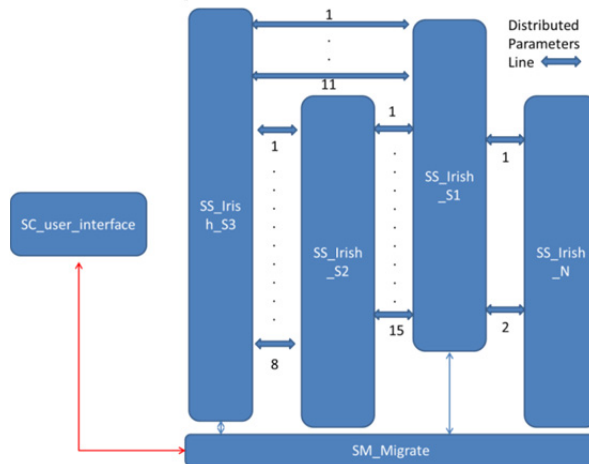 1
.
.
.
11
Distributed
Parameters
Line
1
.
.
.
.
.
.
.
.
.
.
8
1
.
.
.
.
.
.
.
.
.
.
.
15
1
2
SC_user_interface
SS_Iris
h_S3
SS_Irish
_S2
SS_Irish
_S1
SS_Irish
_N
SM_Migrate